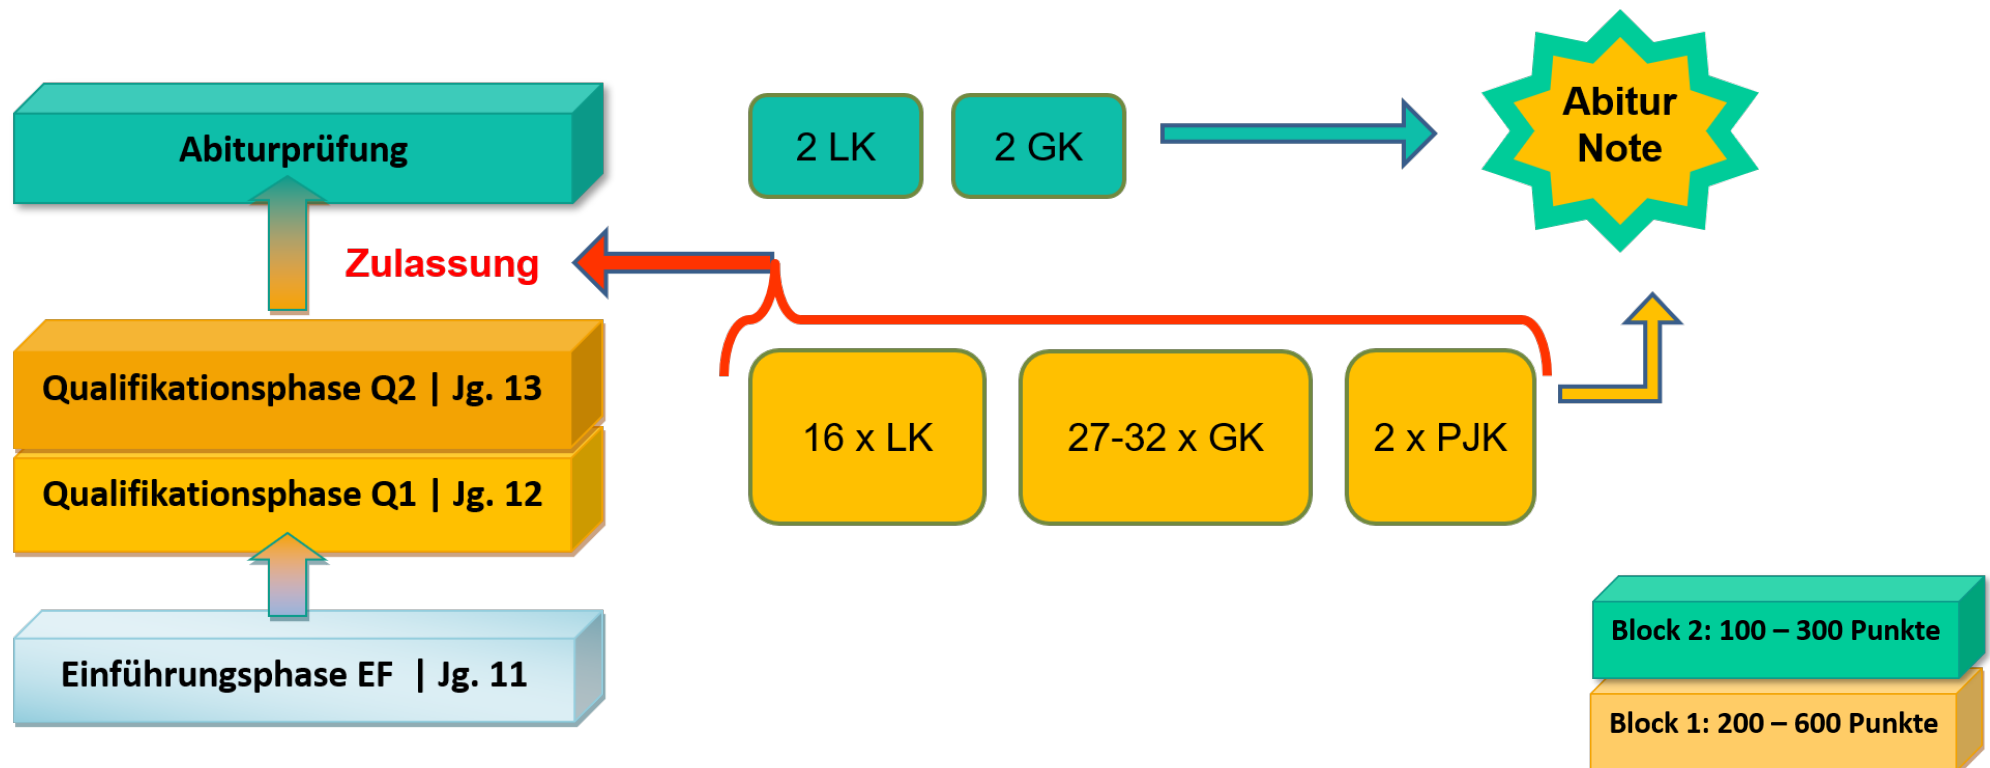 Abiturprüfung
2 LK
2 GK
Abitur
Note
Zulassung
Qualifikationsphase Q2 | Jg. 13
Qualifikationsphase Q1 | Jg. 12
16 x LK
27-32 x GK
2 x PJK
Einführungsphase EF | Jg. 11
Block 2: 100 – 300 Punkte
Block 1: 200 – 600 Punkte